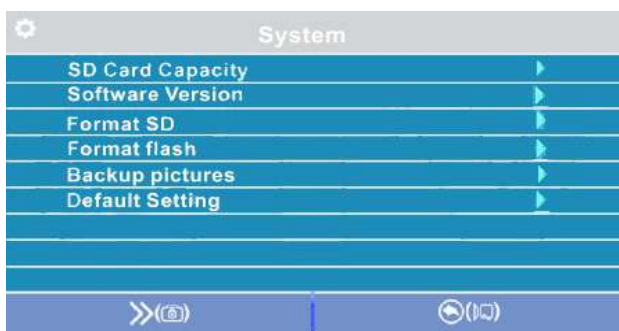 System
SD Card Capacity
Software Version
Format SD
Format flash
Backup pictures
Default Setting